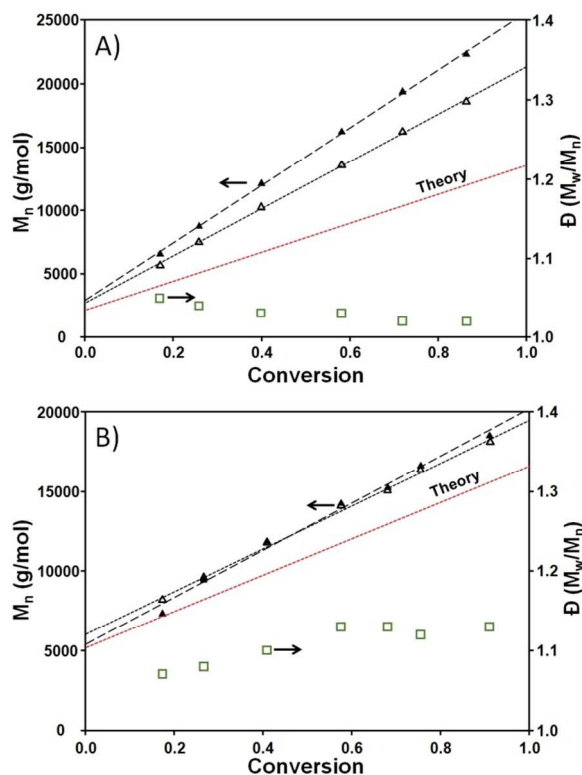 A)
25000
20000
15000
10000
5000
0
Mₙ (g/mol)
Theory
1.4
1.3
1.2
1.1
1.0
Đ (M_w/Mₙ)
0.0 0.2 0.4 0.6 0.8 1.0
Conversion
B)
20000
15000
10000
5000
0
Mₙ (g/mol)
Theory
1.4
1.3
1.2
1.1
1.0
Đ (M_w/Mₙ)
0.0 0.2 0.4 0.6 0.8 1.0
Conversion